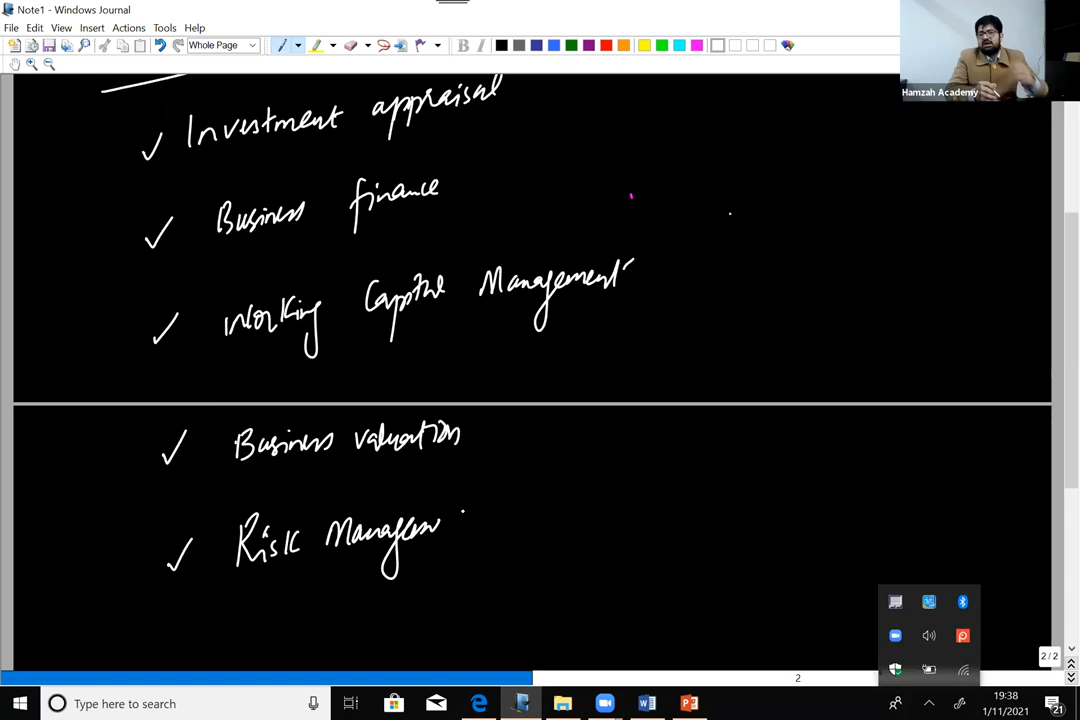 Note1 - Windows Journal
File Edit View Insert Actions Tools Help
Whole Page
B I
Hamzah Academy
Investment appraisal
Business finance
Working Capital Management
Business valuation
Risk Managem
2/2
2
Type here to search
19:38
1/11/2021
21